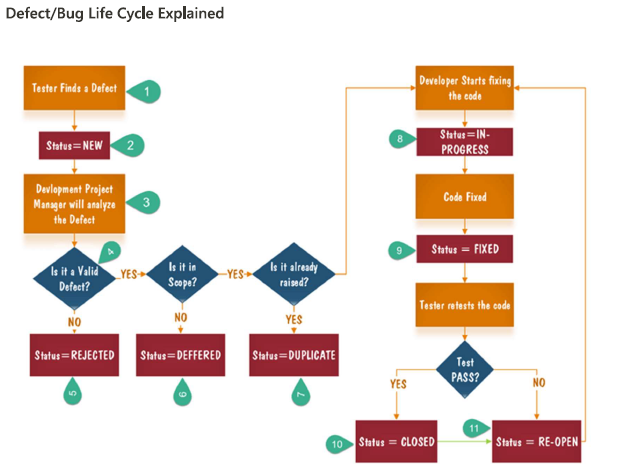 Defect/Bug Life Cycle Explained
Tester Finds a Defect
1
Status=NEW
2
Devlopment Project
Manager will analyze
the Defect
3
4
Is it a Valid
Defect?
YES
Is it in
Scope?
YES
Is it already
raised?
NO
NO
YES
Status=REJECTED
Status=DEFFERED
Status=DUPLICATE
5
6
7
Developer Starts fixing
the code
8
Status=IN-
PROGRESS
Code Fixed
9
Status = FIXED
Tester retests the code
Test
PASS?
YES
NO
10
Status = CLOSED
11
Status = RE-OPEN